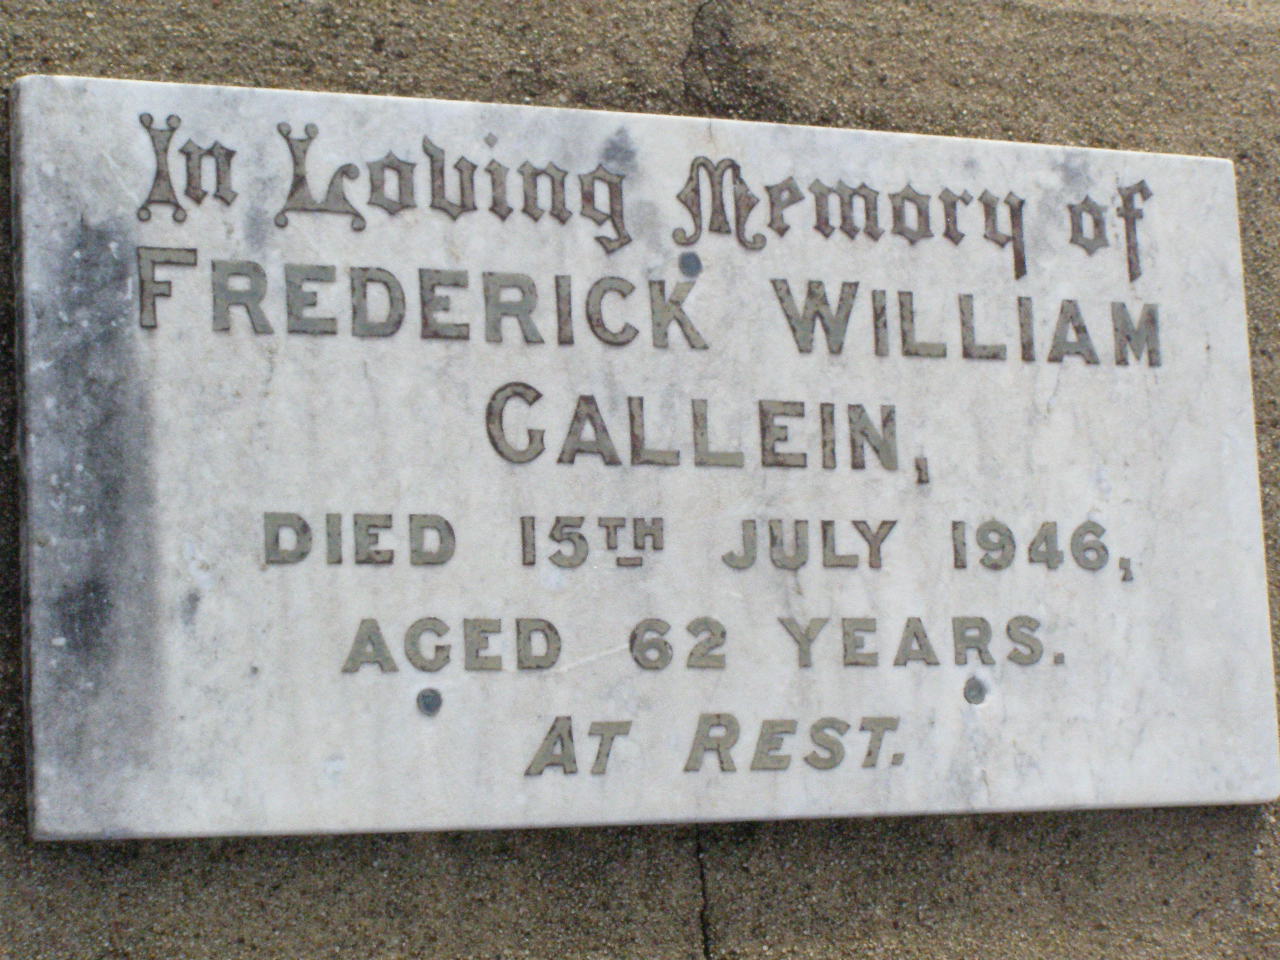 In Loving Memory of
FREDERICK WILLIAM
GALLEIN,
DIED 15TH JULY 1946,
AGED 62 YEARS.
AT REST.